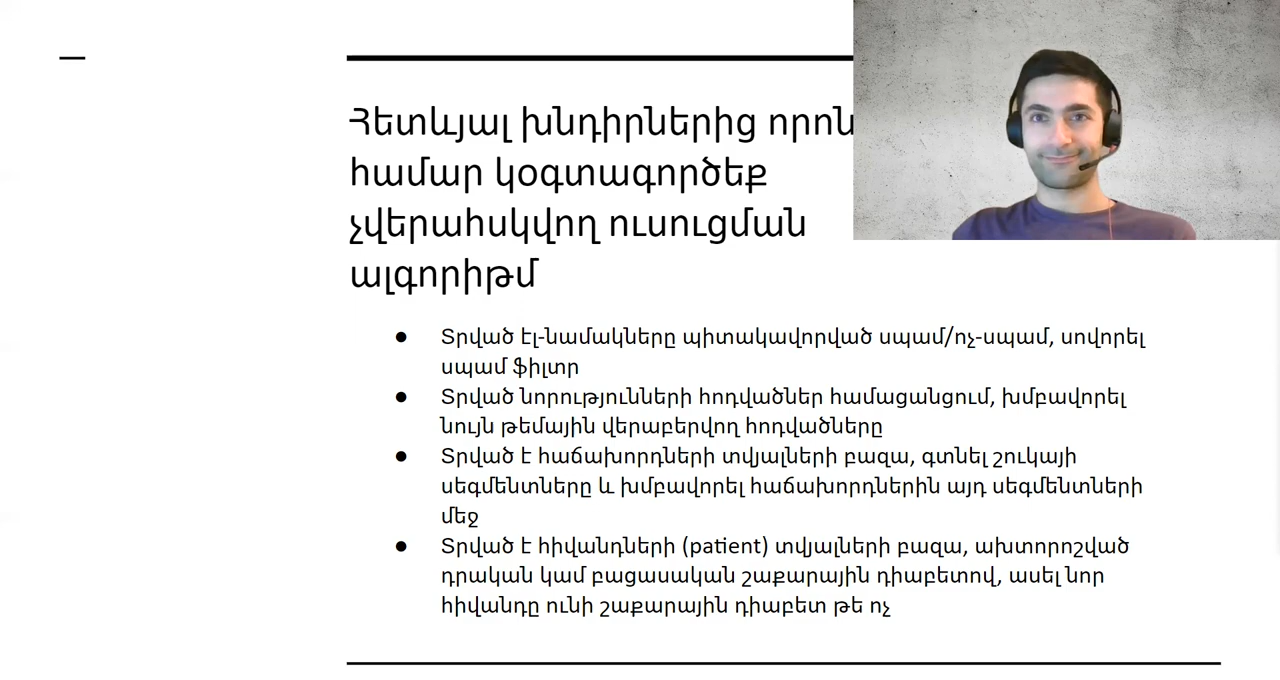 Հետևյալ խնդիրներից
համար կօգտագործեք
չվերահսկվող ուսուցման
ալգորիթմ
● Տրված էլ-նամակները պիտակավորված սպամ/ոչ-սպամ, սովորել
սպամ ֆիլտր
● Տրված նորությունների հոդվածներ համացանցում, խմբավորել
նույն թեմային վերաբերվող հոդվածները
● Տրված է հաճախորդների տվյալների բազա, գտնել շուկայի
սեգմենտները և խմբավորել հաճախորդներին այդ սեգմենտների
մեջ
● Տրված է հիվանդների (patient) տվյալների բազա, ախտորոշված
դրական կամ բացասական շաքարային դիաբետով, ասել նոր
հիվանդը ունի շաքարային դիաբետ թե ոչ